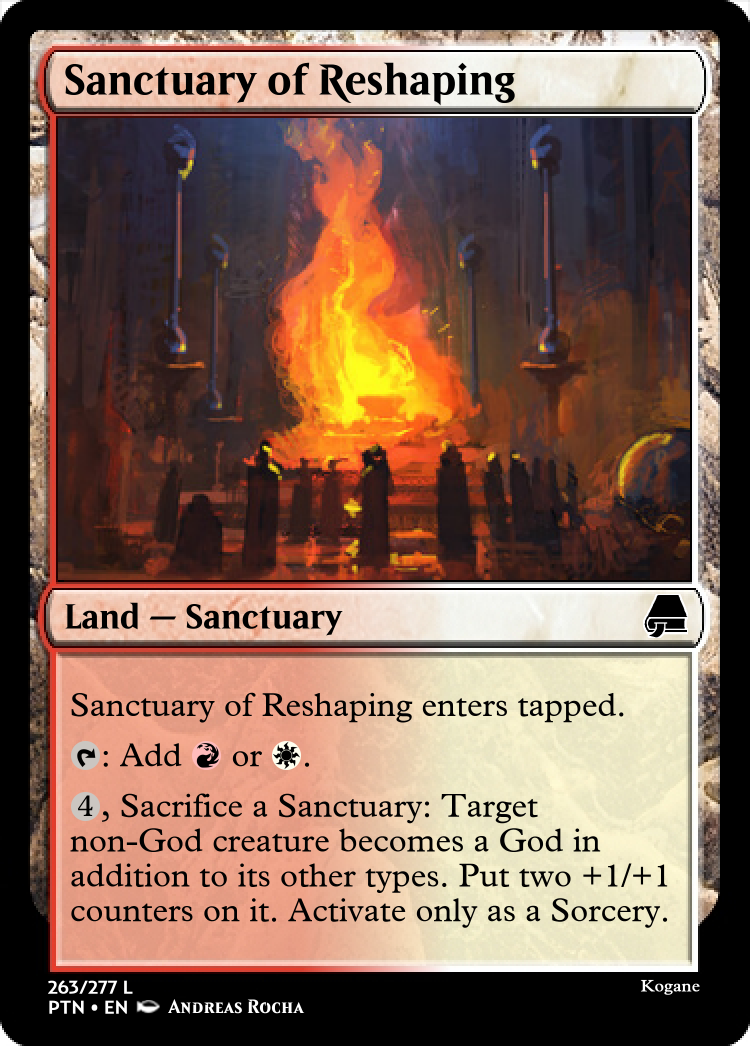 Sanctuary of Reshaping
Land — Sanctuary
Sanctuary of Reshaping enters tapped.
: Add or .
4, Sacrifice a Sanctuary: Target
non-God creature becomes a God in
addition to its other types. Put two +1/+1
counters on it. Activate only as a Sorcery.
263/277 L
Kogane
PTN • EN Andreas Rocha